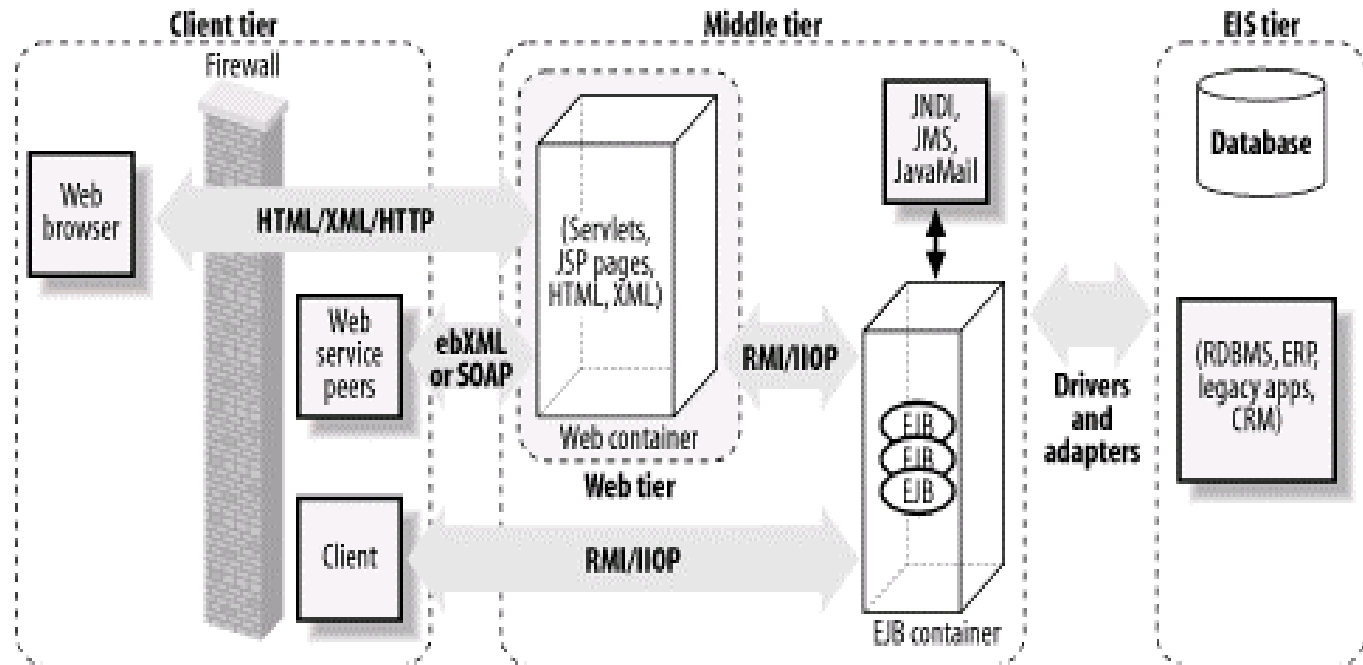 Client tier
Middle tier
EIS tier
Firewall
Web
browser
HTML/XML/HTTP
(Servlets,
JSP pages,
HTML, XML)
JNDI,
JMS,
JavaMail
Database
Web
service
peers
ebXML
or SOAP
RMI/IIOP
Web container
Web tier
EJB
EJB
EJB
Drivers
and
adapters
(RDBMS, ERP,
legacy apps,
CRM)
Client
RMI/IIOP
EJB container